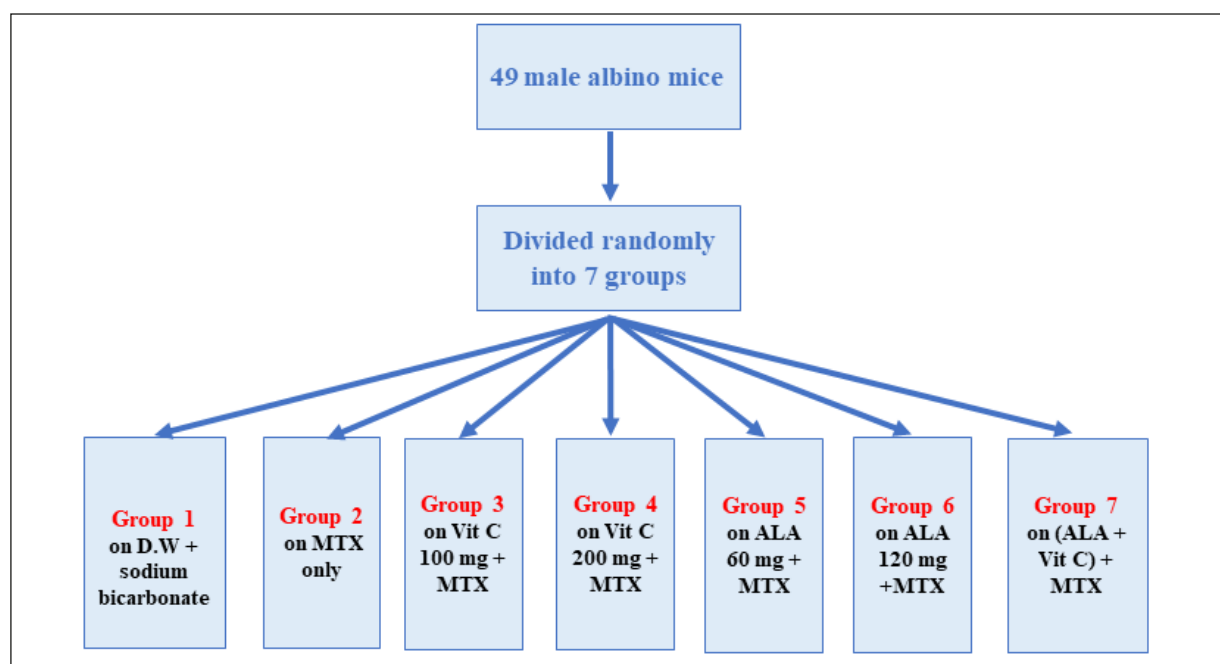 49 male albino mice
Divided randomly
into 7 groups
Group 1
on D.W +
sodium
bicarbonate
Group 2
on MTX
only
Group 3
on Vit C
100 mg +
MTX
Group 4
on Vit C
200 mg +
MTX
Group 5
on ALA
60 mg +
MTX
Group 6
on ALA
120 mg
+MTX
Group 7
on (ALA +
Vit C) +
MTX